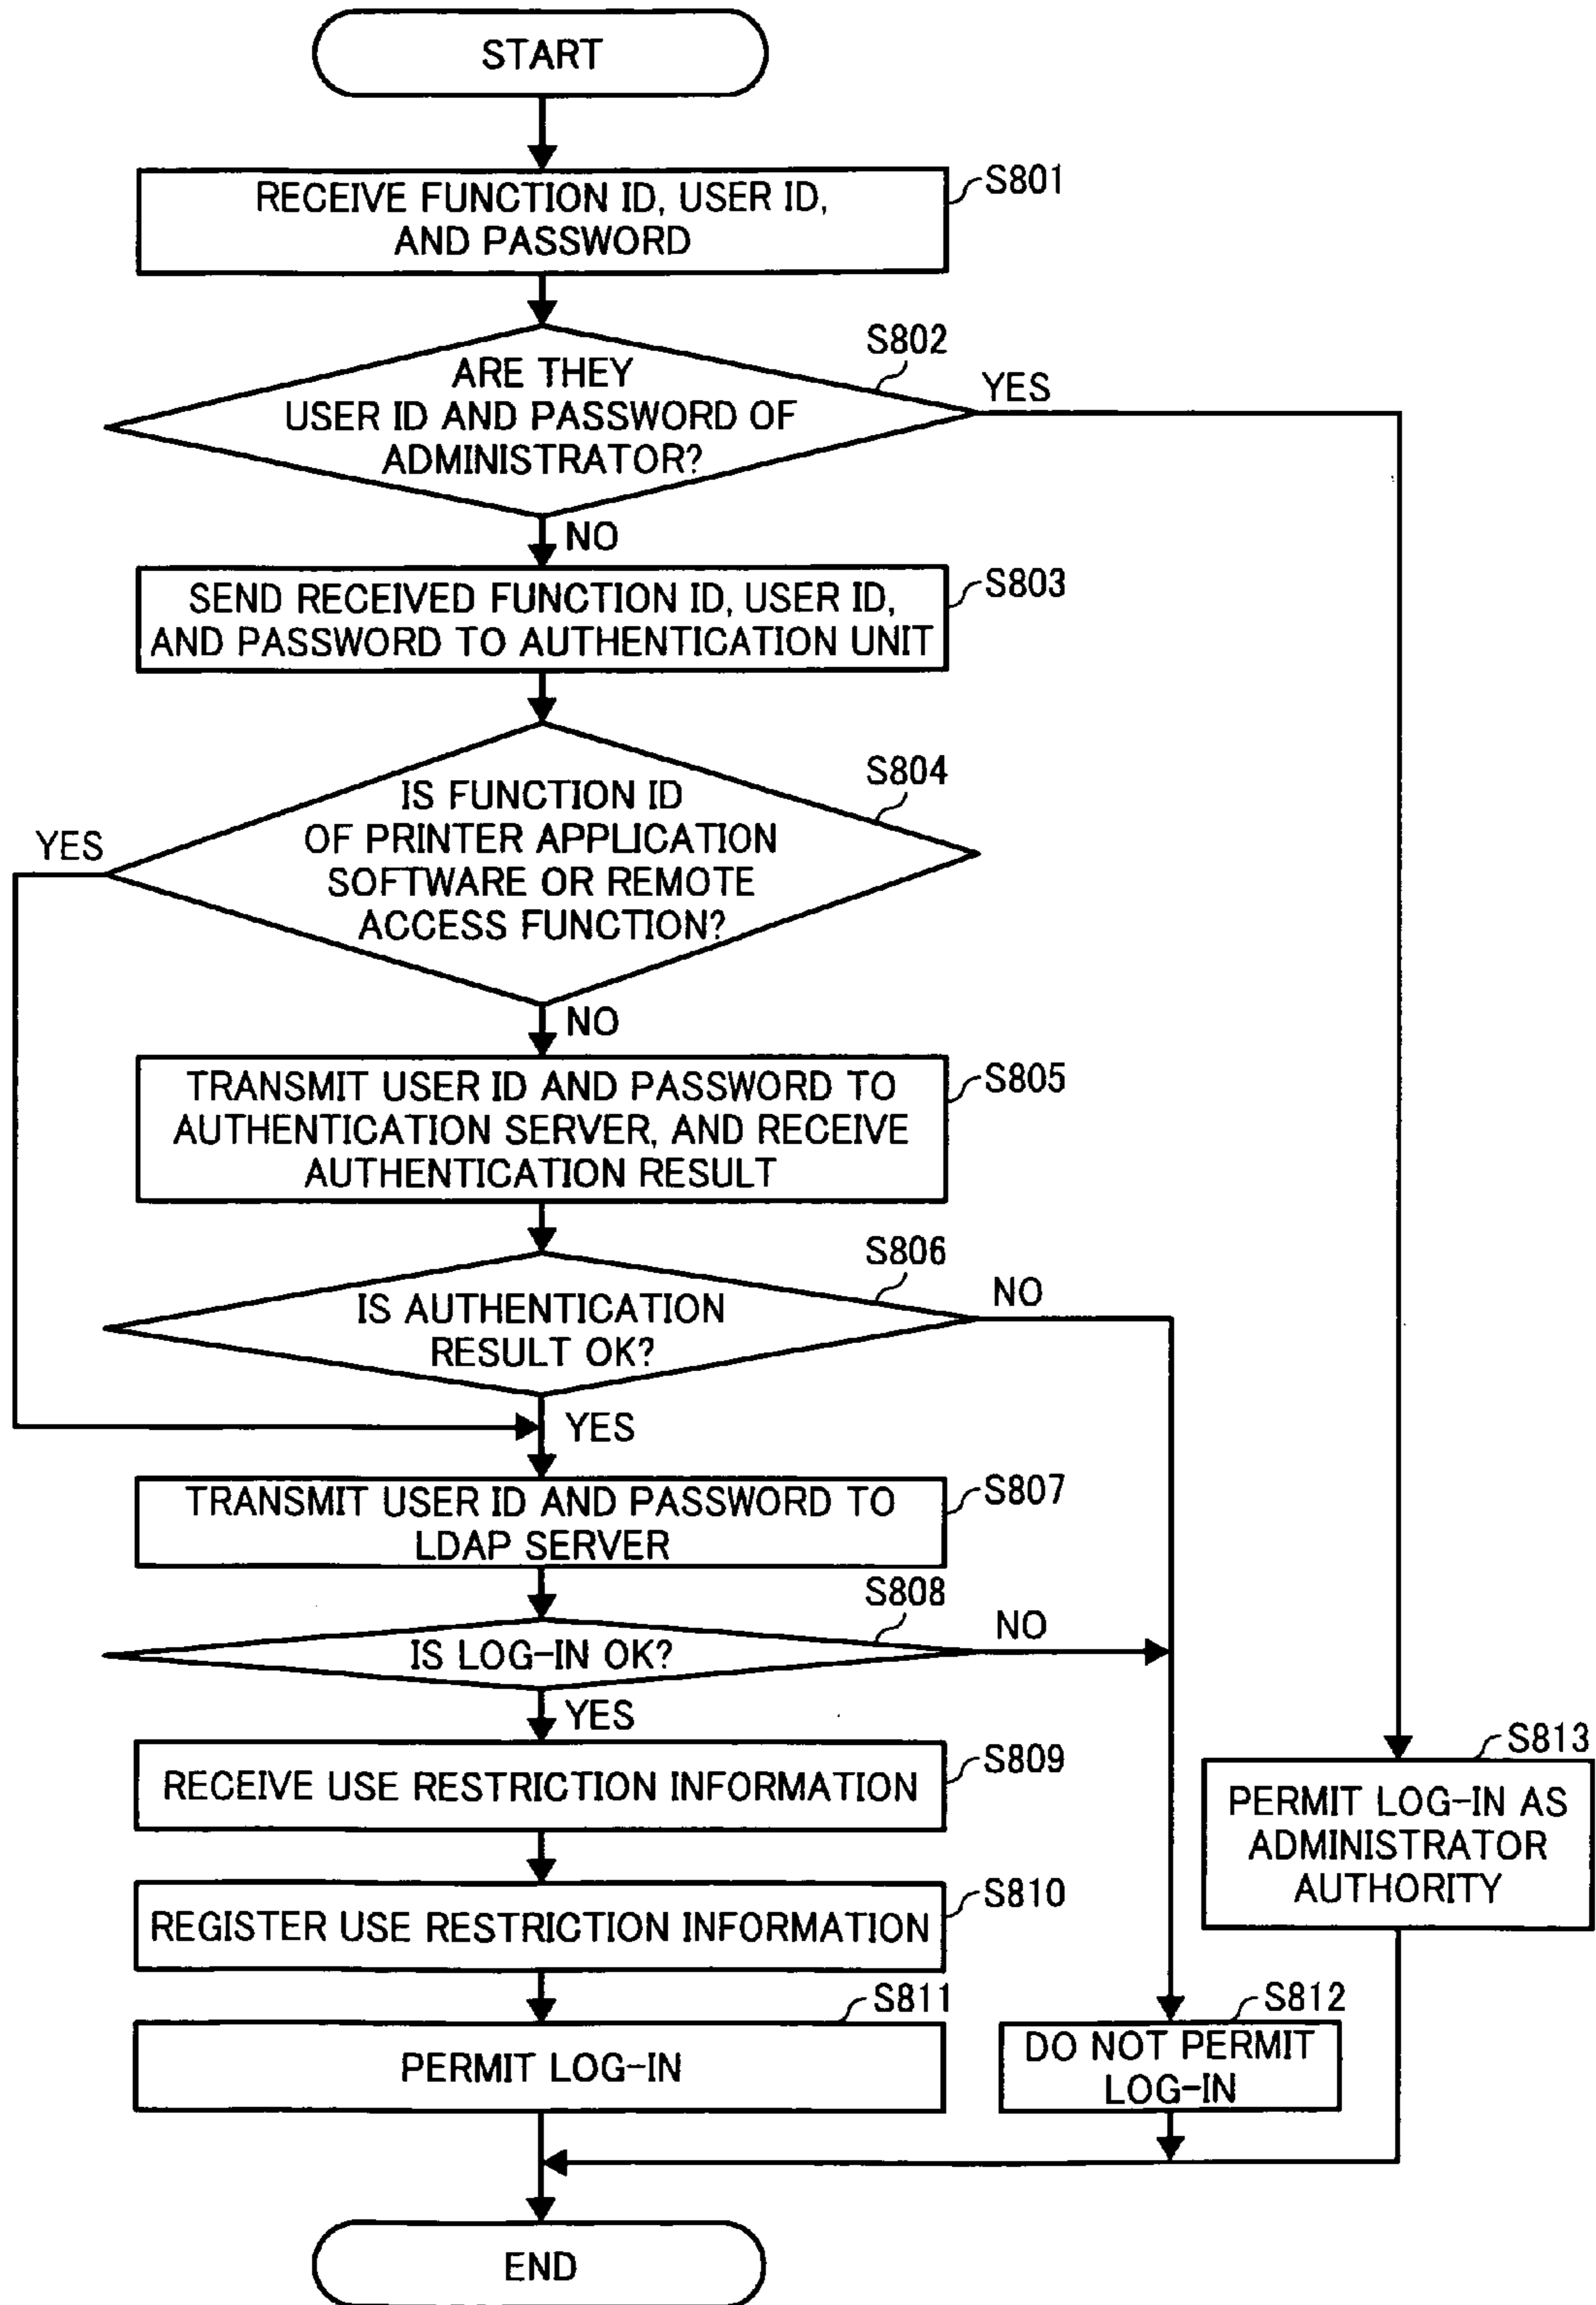 START
RECEIVE FUNCTION ID, USER ID,
AND PASSWORD
S801
S802
ARE THEY
USER ID AND PASSWORD OF
ADMINISTRATOR?
YES
NO
SEND RECEIVED FUNCTION ID, USER ID,
AND PASSWORD TO AUTHENTICATION UNIT
S803
S804
IS FUNCTION ID
OF PRINTER APPLICATION
SOFTWARE OR REMOTE
ACCESS FUNCTION?
YES
NO
TRANSMIT USER ID AND PASSWORD TO
AUTHENTICATION SERVER, AND RECEIVE
AUTHENTICATION RESULT
S805
S806
IS AUTHENTICATION
RESULT OK?
NO
YES
TRANSMIT USER ID AND PASSWORD TO
LDAP SERVER
S807
S808
IS LOG-IN OK?
NO
YES
RECEIVE USE RESTRICTION INFORMATION
S809
S813
PERMIT LOG-IN AS
ADMINISTRATOR
AUTHORITY
REGISTER USE RESTRICTION INFORMATION
S810
S811
PERMIT LOG-IN
S812
DO NOT PERMIT
LOG-IN
END